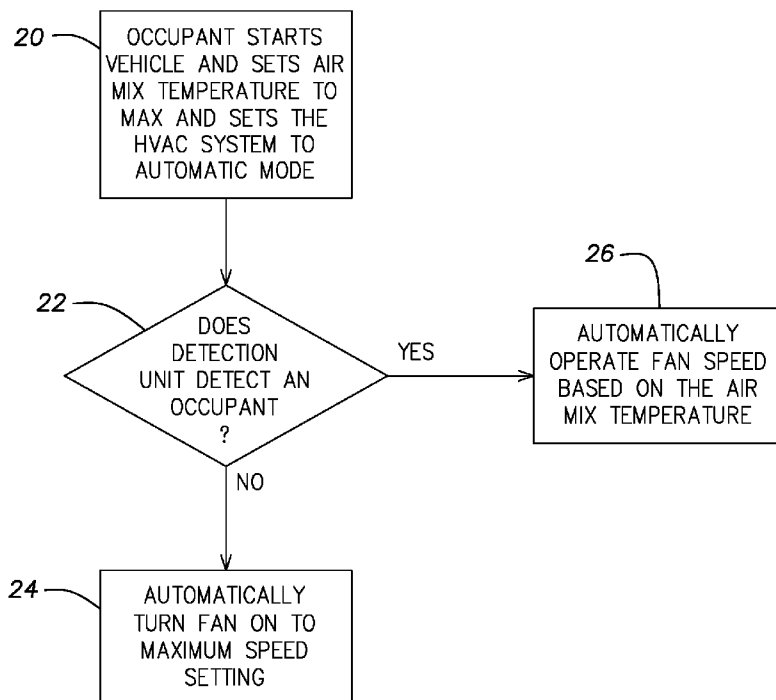 20
OCCUPANT STARTS
VEHICLE AND SETS AIR
MIX TEMPERATURE TO
MAX AND SETS THE
HVAC SYSTEM TO
AUTOMATIC MODE
22
DOES
DETECTION
UNIT DETECT AN
OCCUPANT
?
YES
26
AUTOMATICALLY
OPERATE FAN SPEED
BASED ON THE AIR
MIX TEMPERATURE
NO
24
AUTOMATICALLY
TURN FAN ON TO
MAXIMUM SPEED
SETTING